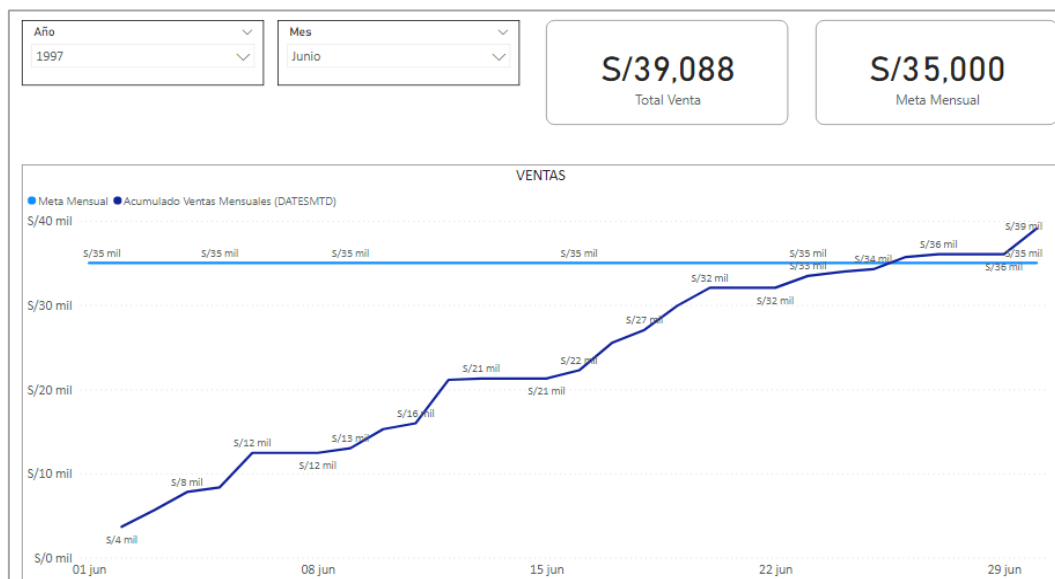 Año
1997
Mes
Junio
S/39,088
Total Venta
S/35,000
Meta Mensual
VENTAS
Meta Mensual Acumulado Ventas Mensuales (DATESMTD)
S/40 mil
S/30 mil
S/20 mil
S/10 mil
S/0 mil
S/35 mil S/35 mil S/35 mil S/35 mil S/35 mil S/35 mil
S/4 mil
S/8 mil
S/12 mil
S/12 mil
S/13 mil
S/16 mil
S/21 mil
S/21 mil
S/22 mil
S/27 mil
S/32 mil
S/32 mil
S/33 mil
S/34 mil
S/36 mil
S/36 mil
S/39 mil
01 jun 08 jun 15 jun 22 jun 29 jun